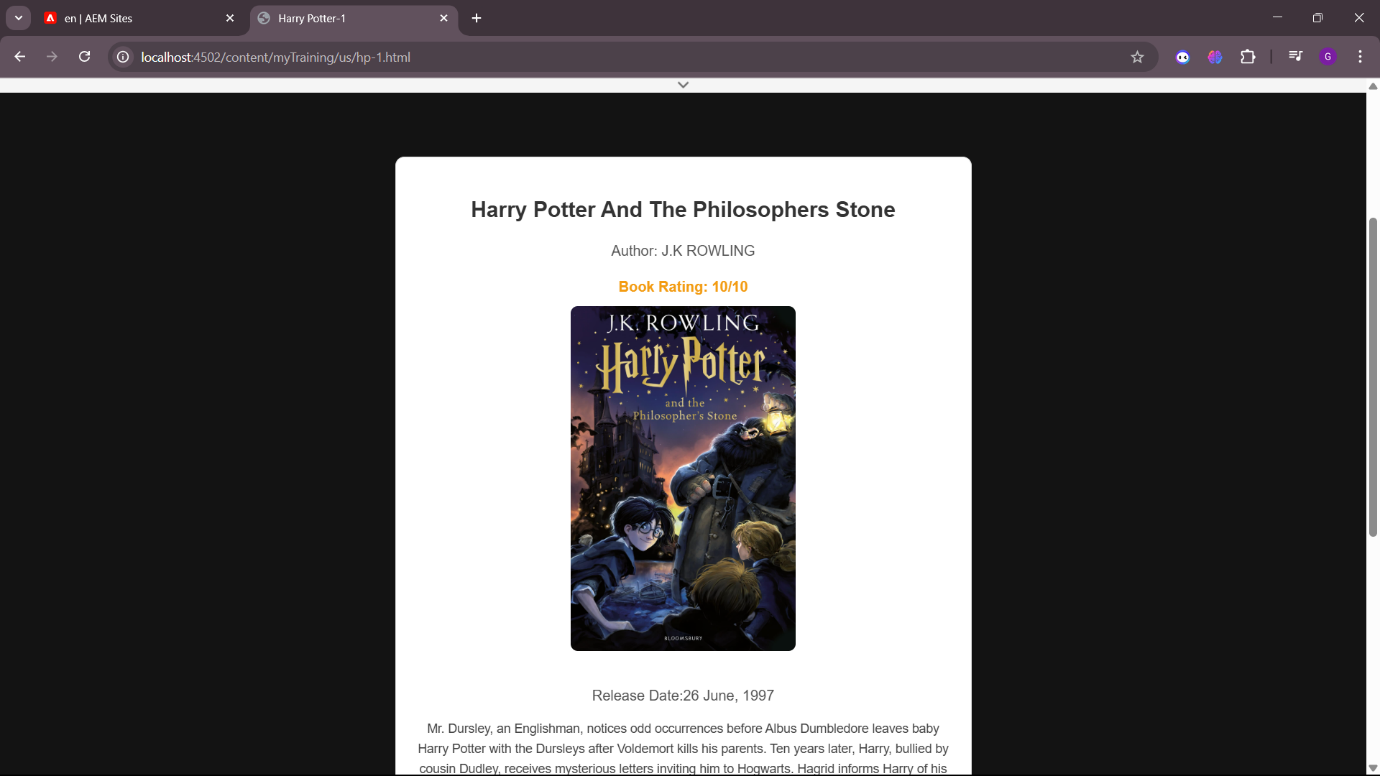 en | AEM Sites
Harry Potter-1
localhost:4502/content/myTraining/us/hp-1.html
G
Harry Potter And The Philosophers Stone
Author: J.K ROWLING
Book Rating: 10/10
J.K. ROWLING
Harry Potter
and the
Philosopher's Stone
BLOOMSBURY
Release Date:26 June, 1997
Mr. Dursley, an Englishman, notices odd occurrences before Albus Dumbledore leaves baby
Harry Potter with the Dursleys after Voldemort kills his parents. Ten years later, Harry, bullied by
cousin Dudley, receives mysterious letters inviting him to Hogwarts. Hagrid informs Harry of his